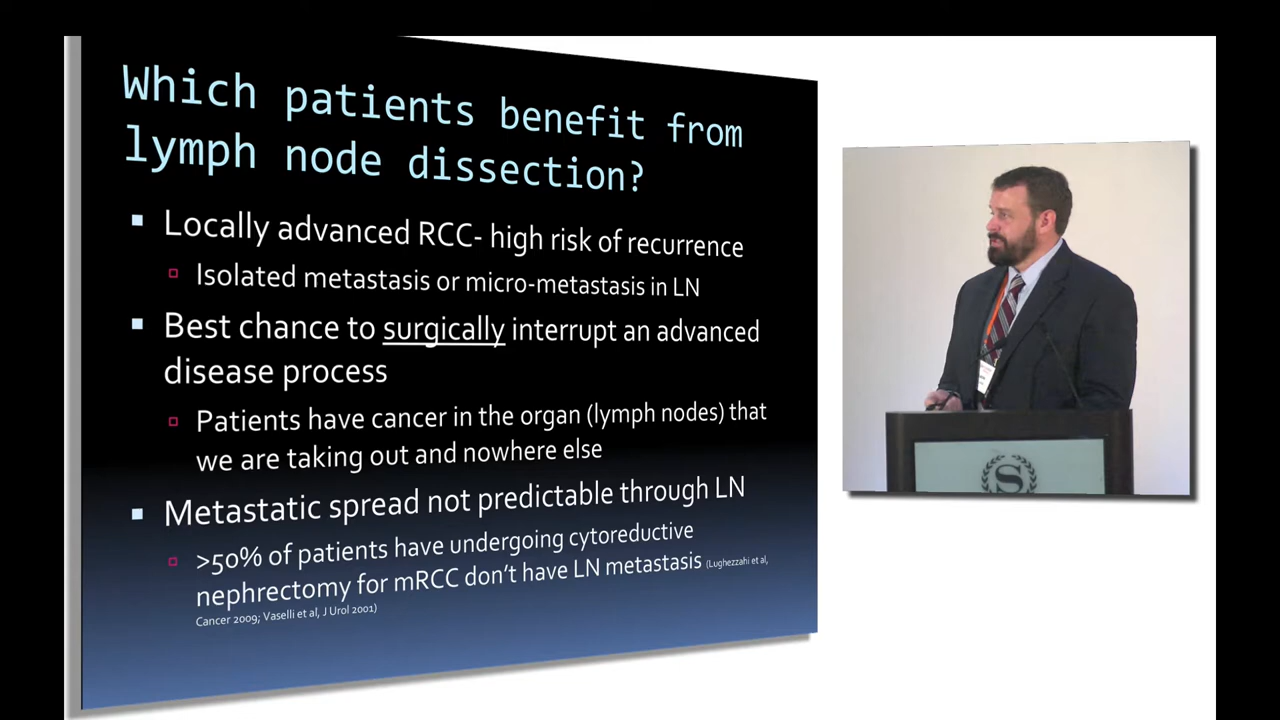 Which patients benefit from
lymph node dissection?
Locally advanced RCC- high risk of recurrence
Isolated metastasis or micro-metastasis in LN
Best chance to surgically interrupt an advanced
disease process
Patients have cancer in the organ (lymph nodes) that
we are taking out and nowhere else
Metastatic spread not predictable through LN
>50% of patients have undergoing cytoreductive
nephrectomy for mRCC don't have LN metastasis (Lughezzahi et al,
Cancer 2009; Vaselli et al, J Urol 2001)
S